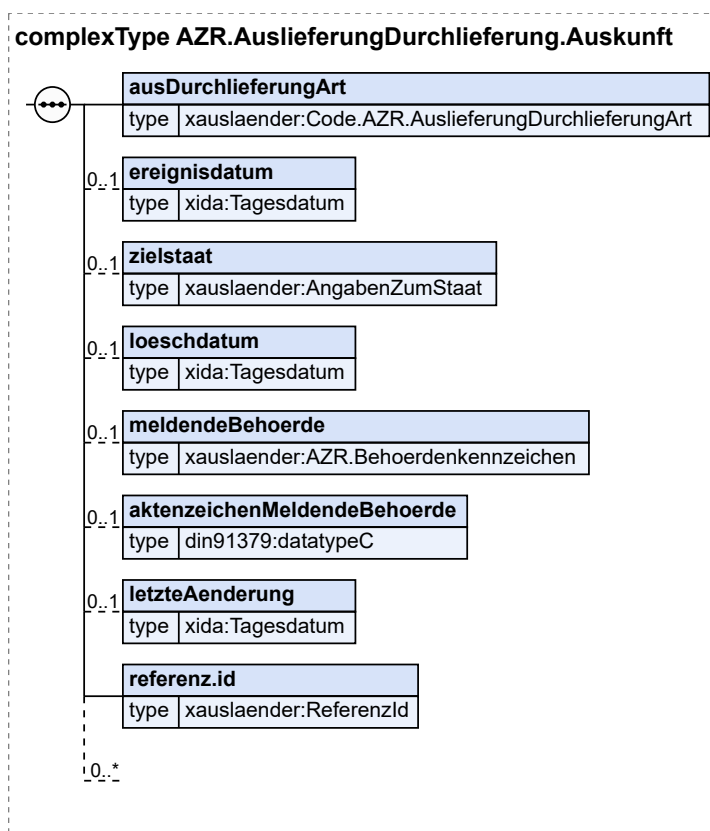 complexType AZR.AuslieferungDurchlieferung.Auskunft
ausDurchlieferungArt
type xauslaender:Code.AZR.AuslieferungDurchlieferungArt
0..1 ereignisdatum
type xida:Tagesdatum
0..1 zielstaat
type xauslaender:AngabenZumStaat
0..1 loeschdatum
type xida:Tagesdatum
0..1 meldendeBehoerde
type xauslaender:AZR.Behoerdenkennzeichen
0..1 aktenzeichenMeldendeBehoerde
type din91379:datatypeC
0..1 letzteAenderung
type xida:Tagesdatum
referenz.id
type xauslaender:ReferenzId
0..*